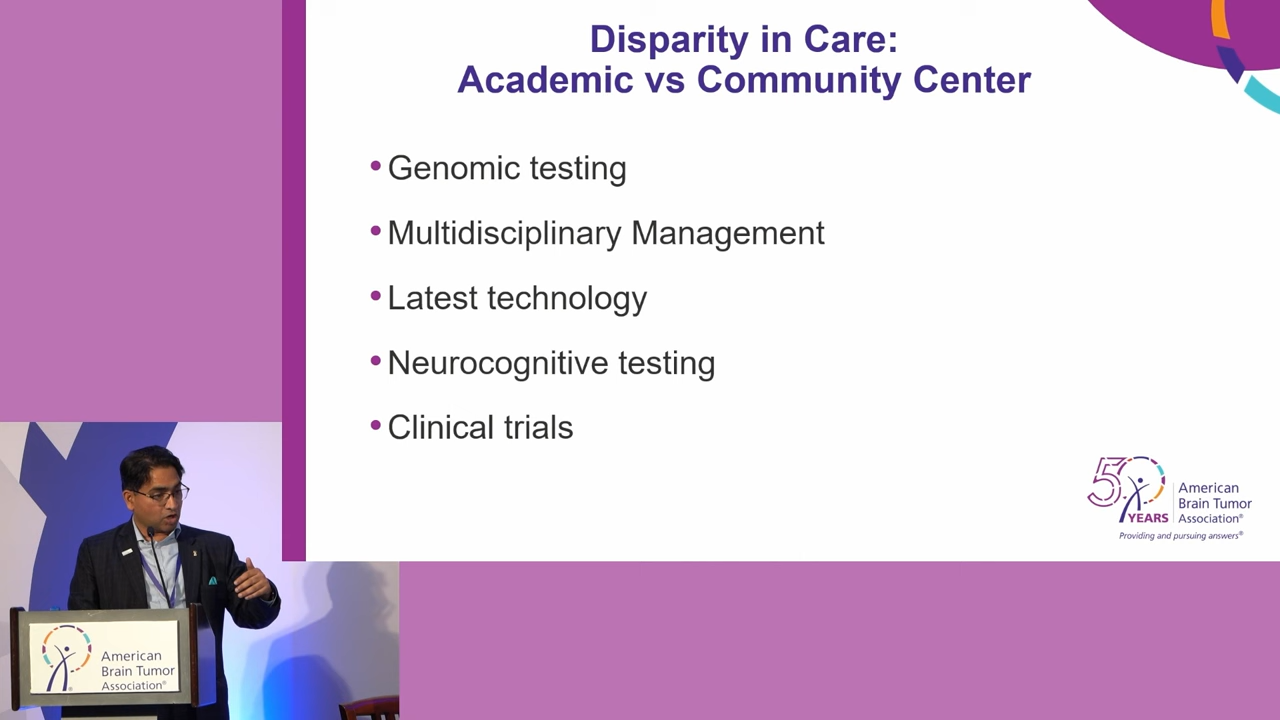 Disparity in Care:
Academic vs Community Center
• Genomic testing
• Multidisciplinary Management
• Latest technology
• Neurocognitive testing
• Clinical trials
50
YEARS
American
Brain Tumor
Association®
Providing and pursuing answers®
American
Brain Tumor
Association®